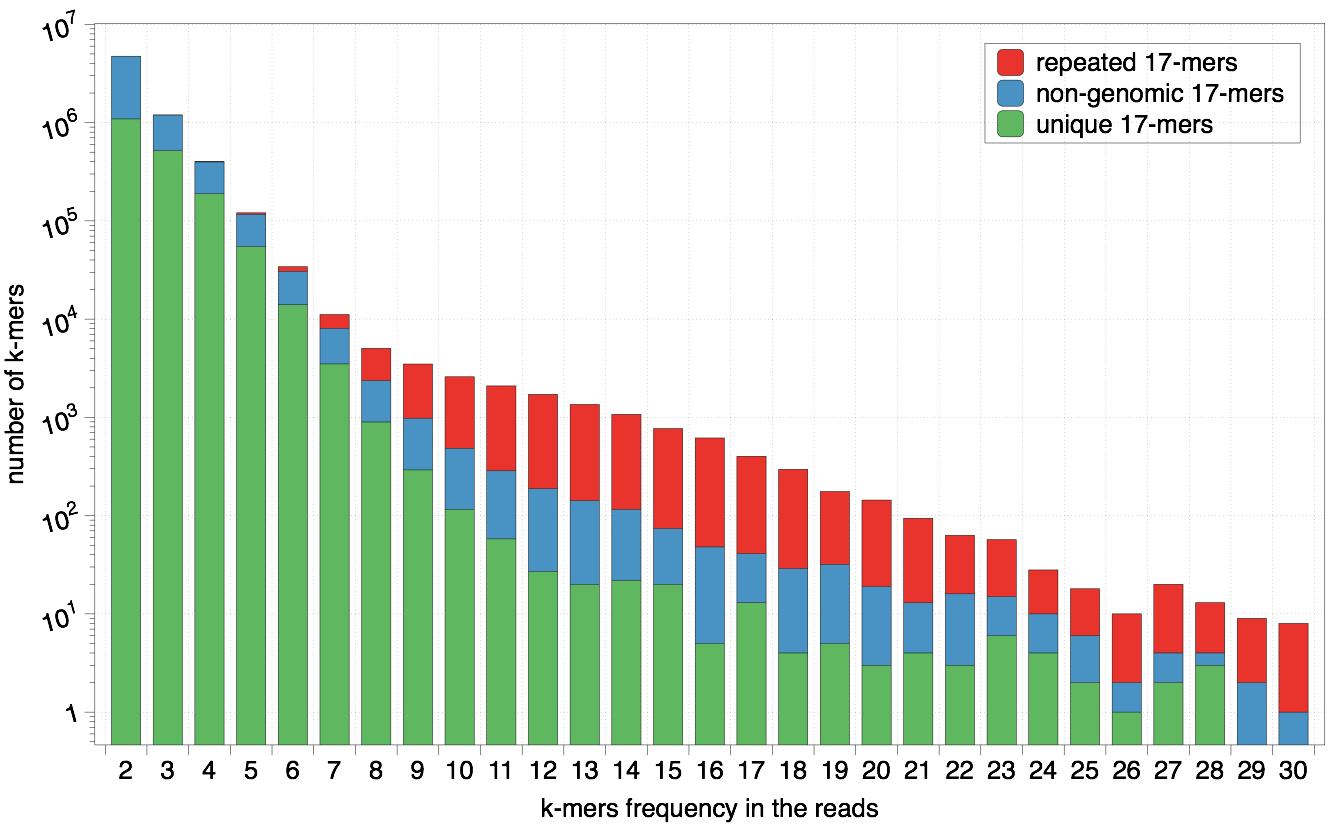 10^7
10^6
10^5
10^4
10^3
10^2
10^1
1
number of k-mers
repeated 17-mers
non-genomic 17-mers
unique 17-mers
2 3 4 5 6 7 8 9 10 11 12 13 14 15 16 17 18 19 20 21 22 23 24 25 26 27 28 29 30
k-mers frequency in the reads